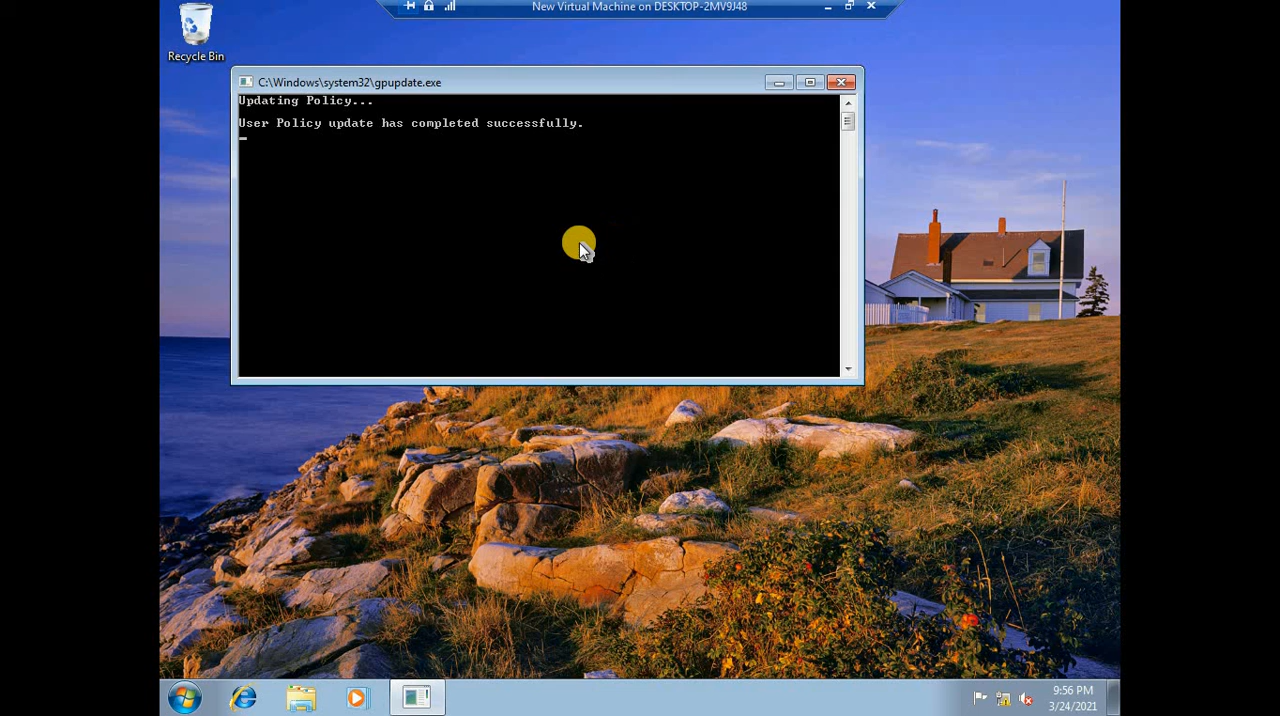 New Virtual Machine on DESKTOP-2MV9J48
Recycle Bin
C:\Windows\system32\gpupdate.exe
Updating Policy...
User Policy update has completed successfully.
9:56 PM
3/24/2021